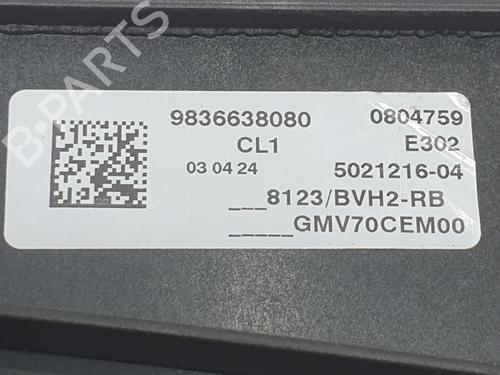 B-PARTS
9836638080 0804759
CL1 E302
03 04 24 5021216-04
___8123/BVH2-RB
_____GMV70CEM00